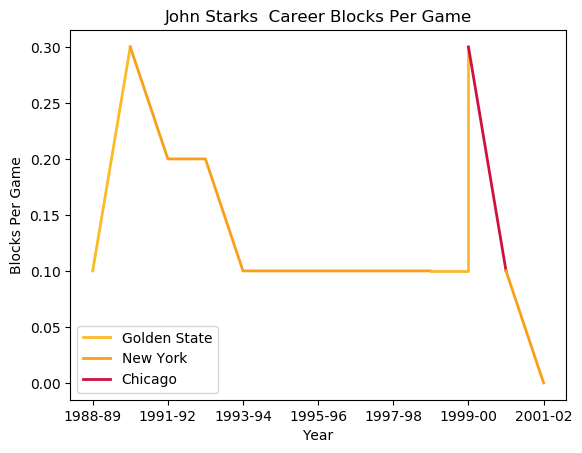 John Starks  Career Blocks Per Game
Blocks Per Game
0.30
0.25
0.20
0.15
0.10
0.05
0.00
Golden State
New York
Chicago
1988-89 1991-92 1993-94 1995-96 1997-98 1999-00 2001-02
Year